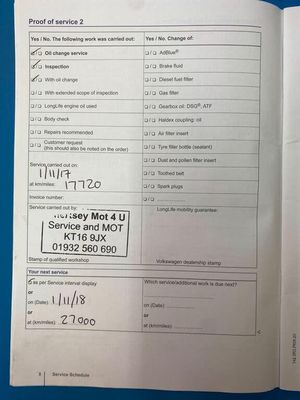 Proof of service 2
Yes / No. The following work was carried out:
Yes / No. Change of:
Oil change service
AdBlue®
Inspection
Brake fluid
With oil change
Diesel fuel filter
With extended scope of inspection
Gas filter
LongLife engine oil used
Gearbox oil: DSG®, ATF
Body check
Haldex coupling: oil
Repairs recommended
Air filter insert
Customer request
(this should also be noted on the order)
Tyre filler bottle (sealant)
Dust and pollen filter insert
Service carried out on:
1/11/17
Toothed belt
at km/miles: 17720
Spark plugs
Invoice number:
Service carried out by:
LongLife mobility guarantee:
Mot 4 U
Service and MOT
KT16 9JX
01932 560 690
Stamp of qualified workshop
Volkswagen dealership stamp
Your next service
as per Service interval display
Which service/additional work is due next?
or
on (Date) 1/11/18
on (Date)
or
or
at (km/miles) 27000
at (km/miles)
8 Service Schedule